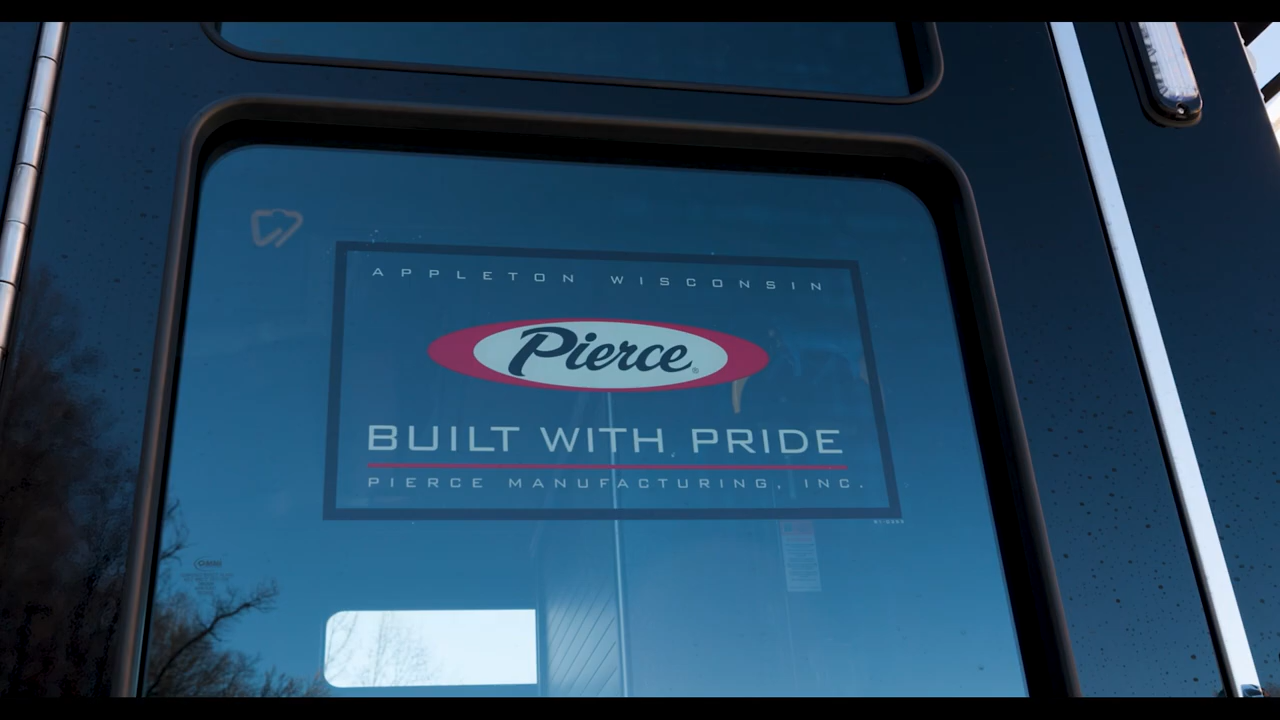 APPLETON WISCONSIN
Pierce®
BUILT WITH PRIDE
PIERCE MANUFACTURING, INC.